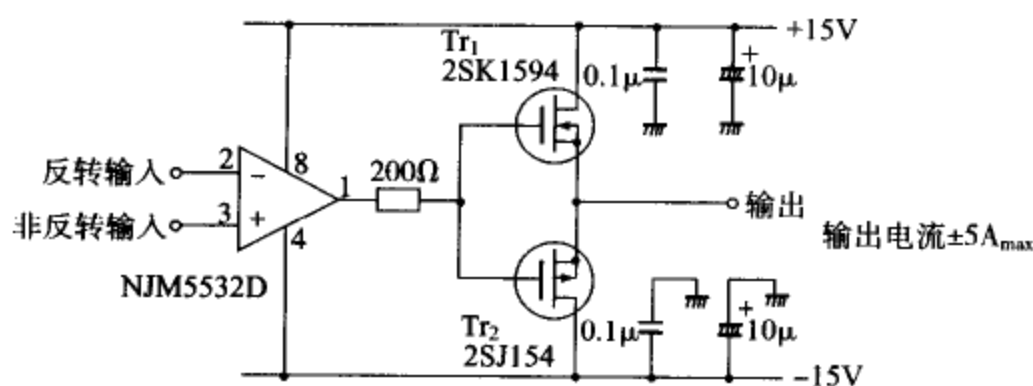 +15V
Tr1
2SK1594
0.1μ
+
10μ
反转输入
2
−
8
200Ω
1
非反转输入
3
+
4
输出
输出电流±5Amax
NJM5532D
Tr2
2SJ154
0.1μ
+
10μ
−15V